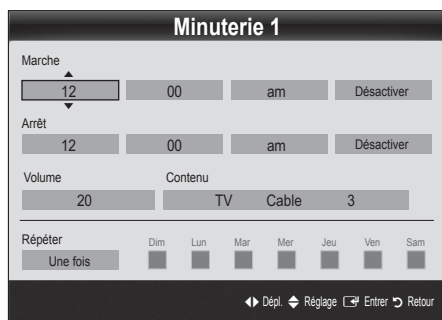 Minuterie 1
Marche
12 00 am Désactiver
Arrêt
12 00 am Désactiver
Volume Contenu
20 TV Cable 3
Répéter Dim Lun Mar Mer Jeu Ven Sam
Une fois
Dépl. Réglage Entrer Retour